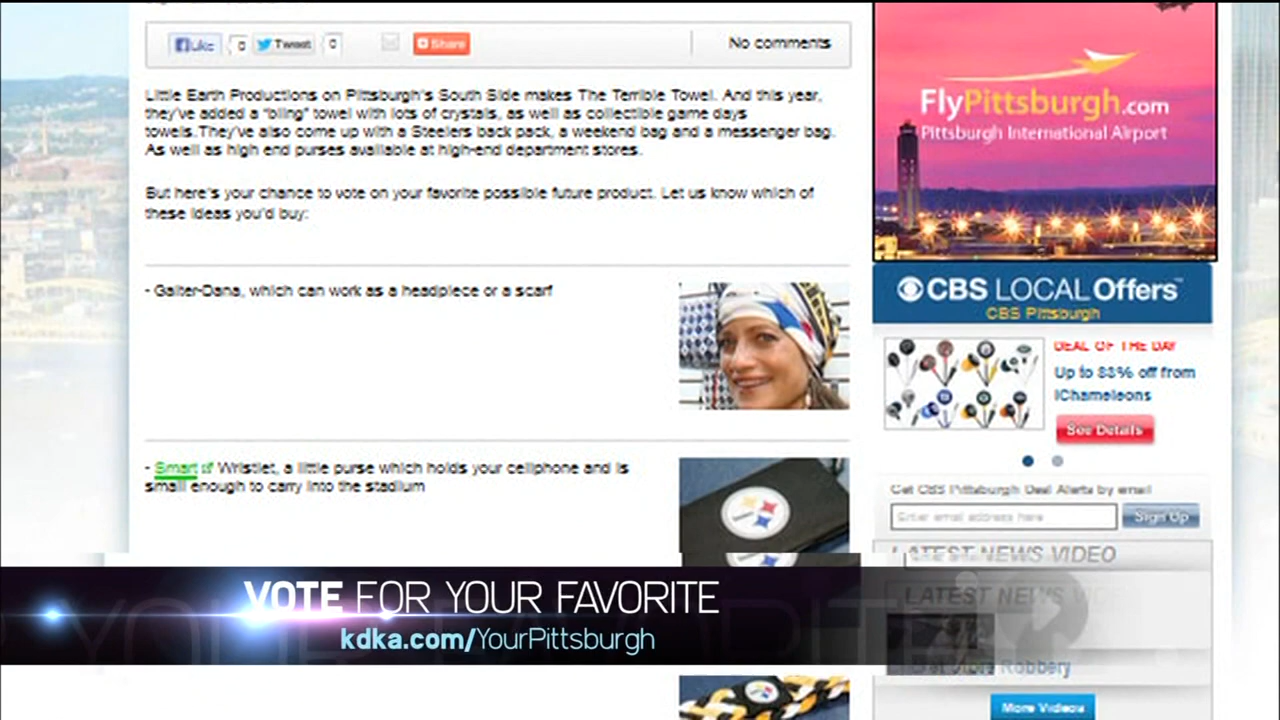 Like 0 Tweet 0 Share No comments
Little Earth Productions on Pittsburgh's South Side makes The Terrible Towel. And this year,
they've added a "bling" towel with lots of crystals, as well as collectible game days
towels.They've also come up with a Steelers back pack, a weekend bag and a messenger bag.
As well as high end purses available at high-end department stores.
But here's your chance to vote on your favorite possible future product. Let us know which of
these ideas you'd buy:
- Gaiter-Dana, which can work as a headpiece or a scarf
- Smart Wristlet, a little purse which holds your cellphone and is
small enough to carry into the stadium
FlyPittsburgh.com
Pittsburgh International Airport
CBS LOCAL Offers
CBS Pittsburgh
DEAL OF THE DAY
Up to 83% off from
iChameleons
See Details
Get CBS Pittsburgh Deal Alerts by email
Enter email address here Sign Up
LATEST NEWS VIDEO
LATEST NEWS
Robbery
More Videos
VOTE FOR YOUR FAVORITE
kdka.com/YourPittsburgh